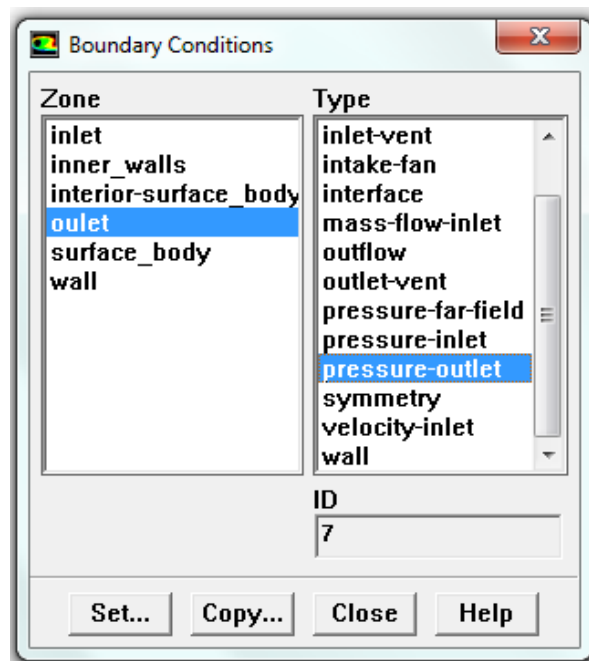 Boundary Conditions
Zone
inlet
inner_walls
interior-surface_body
oulet
surface_body
wall
Type
inlet-vent
intake-fan
interface
mass-flow-inlet
outflow
outlet-vent
pressure-far-field
pressure-inlet
pressure-outlet
symmetry
velocity-inlet
wall
ID
7
Set... Copy... Close Help